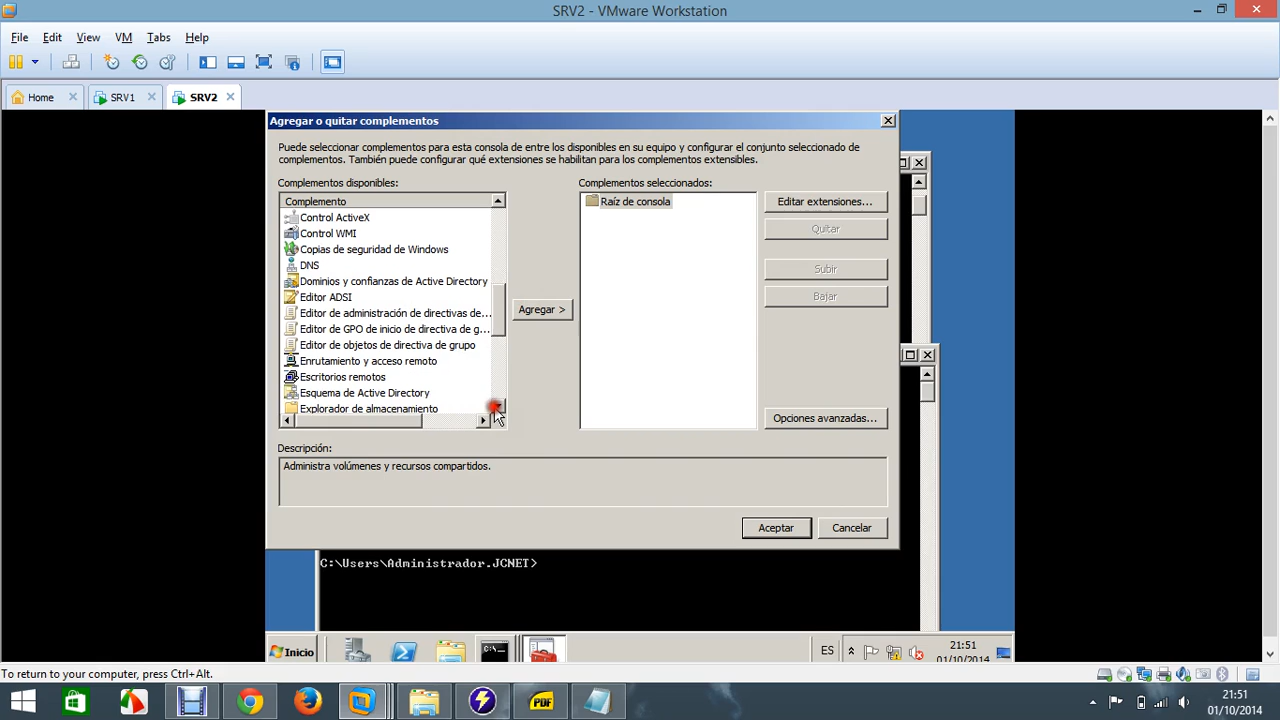 SRV2 - VMware Workstation
File Edit View VM Tabs Help
Home SRV1 SRV2
Agregar o quitar complementos
Puede seleccionar complementos para esta consola de entre los disponibles en su equipo y configurar el conjunto seleccionado de
complementos. También puede configurar qué extensiones se habilitan para los complementos extensibles.
Complementos disponibles:
Complemento
Control ActiveX
Control WMI
Copias de seguridad de Windows
DNS
Dominios y confianzas de Active Directory
Editor ADSI
Editor de administración de directivas de...
Editor de GPO de inicio de directiva de g...
Editor de objetos de directiva de grupo
Enrutamiento y acceso remoto
Escritorios remotos
Esquema de Active Directory
Explorador de almacenamiento
Agregar >
Complementos seleccionados:
Raíz de consola
Editar extensiones...
Quitar
Subir
Bajar
Opciones avanzadas...
Descripción:
Administra volúmenes y recursos compartidos.
Aceptar Cancelar
C:\Users\Administrador.JCNET>
Inicio C:\ ES 21:51
01/10/2014
To return to your computer, press Ctrl+Alt.
PDF
21:51
01/10/2014